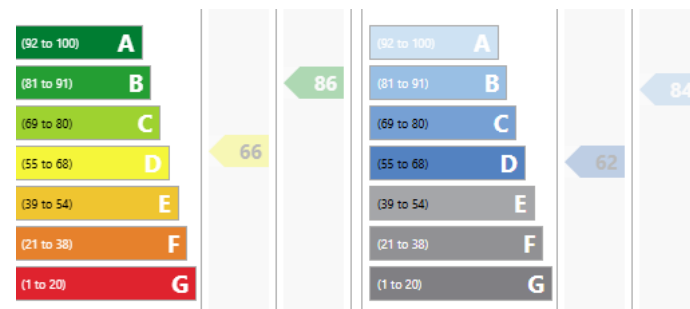 (92 to 100) A
(81 to 91) B
(69 to 80) C
(55 to 68) D
(39 to 54) E
(21 to 38) F
(1 to 20) G
66
86
(92 to 100) A
(81 to 91) B
(69 to 80) C
(55 to 68) D
(39 to 54) E
(21 to 38) F
(1 to 20) G
62
84